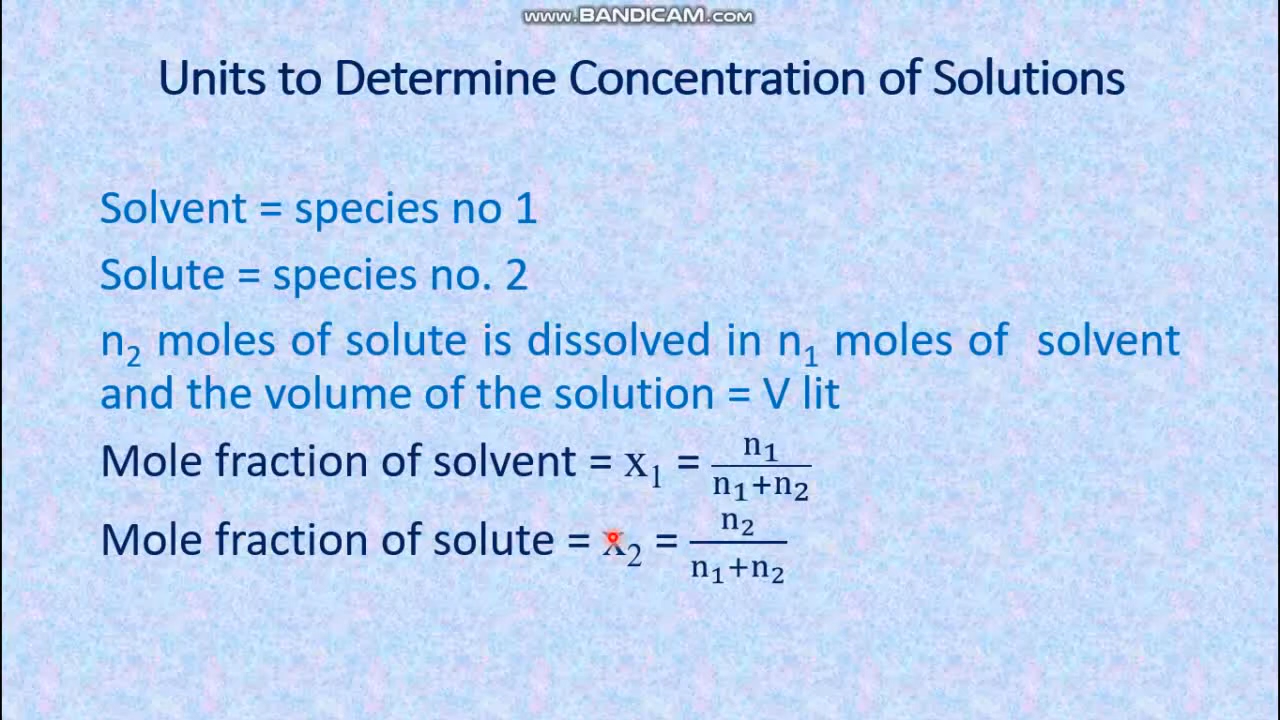 www.BANDICAM.com
Units to Determine Concentration of Solutions
Solvent = species no 1
Solute = species no. 2
n₂ moles of solute is dissolved in n₁ moles of solvent
and the volume of the solution = V lit
Mole fraction of solvent = x₁ = n₁/(n₁+n₂)
Mole fraction of solute = x₂ = n₂/(n₁+n₂)